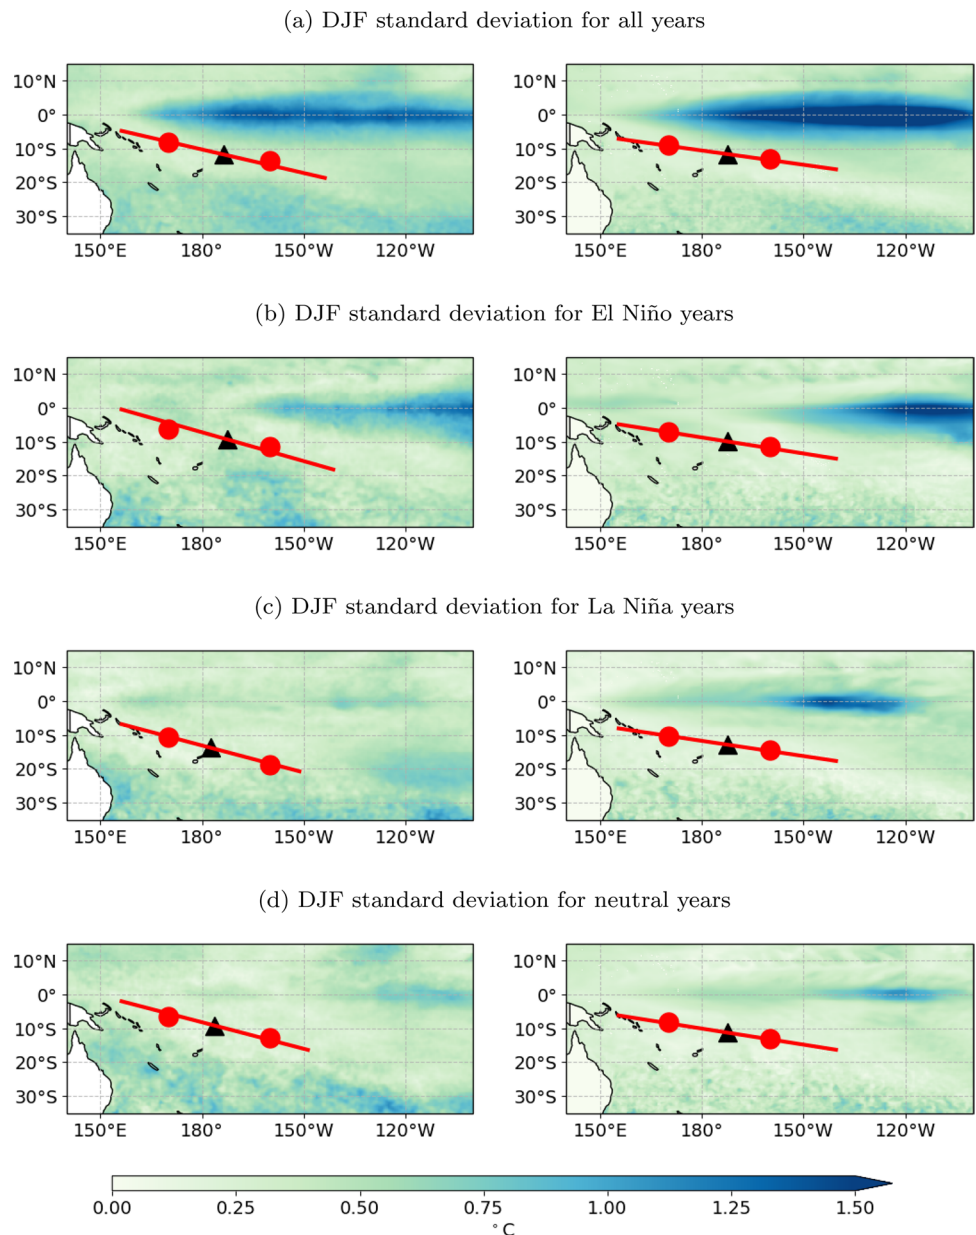 (a) DJF standard deviation for all years
10°N
0°
10°S
20°S
30°S
150°E 180° 150°W 120°W
10°N
0°
10°S
20°S
30°S
150°E 180° 150°W 120°W
(b) DJF standard deviation for El Niño years
10°N
0°
10°S
20°S
30°S
150°E 180° 150°W 120°W
10°N
0°
10°S
20°S
30°S
150°E 180° 150°W 120°W
(c) DJF standard deviation for La Niña years
10°N
0°
10°S
20°S
30°S
150°E 180° 150°W 120°W
10°N
0°
10°S
20°S
30°S
150°E 180° 150°W 120°W
(d) DJF standard deviation for neutral years
10°N
0°
10°S
20°S
30°S
150°E 180° 150°W 120°W
10°N
0°
10°S
20°S
30°S
150°E 180° 150°W 120°W
0.00 0.25 0.50 0.75 1.00 1.25 1.50
°C